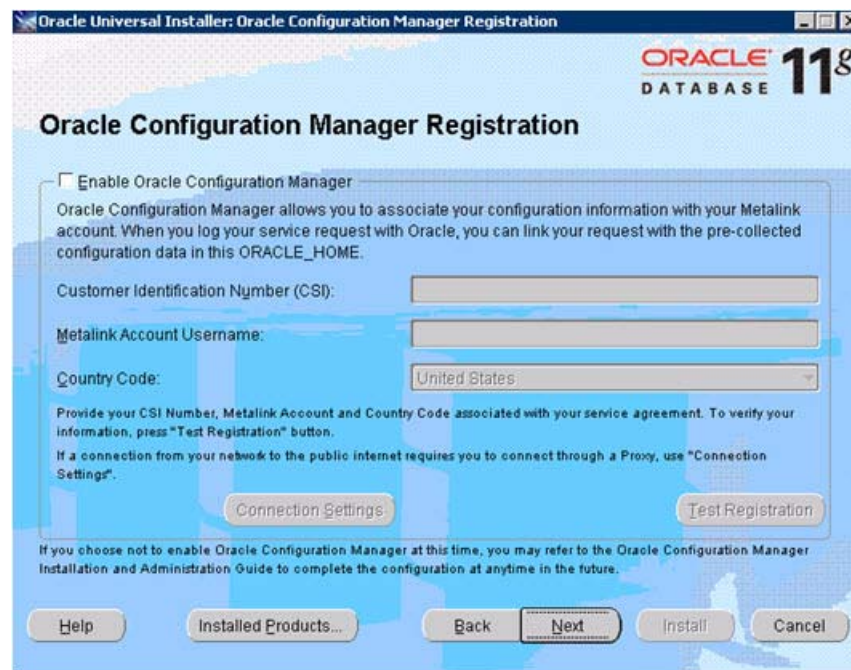 Oracle Universal Installer: Oracle Configuration Manager Registration
ORACLE 11g
DATABASE
Oracle Configuration Manager Registration
Enable Oracle Configuration Manager
Oracle Configuration Manager allows you to associate your configuration information with your Metalink
account. When you log your service request with Oracle, you can link your request with the pre-collected
configuration data in this ORACLE_HOME.
Customer Identification Number (CSI):
Metalink Account Username:
Country Code:
United States
Provide your CSI Number, Metalink Account and Country Code associated with your service agreement. To verify your
information, press "Test Registration" button.
If a connection from your network to the public internet requires you to connect through a Proxy, use "Connection
Settings".
Connection Settings
Test Registration
If you choose not to enable Oracle Configuration Manager at this time, you may refer to the Oracle Configuration Manager
Installation and Administration Guide to complete the configuration at anytime in the future.
Help
Installed Products...
Back
Next
Install
Cancel